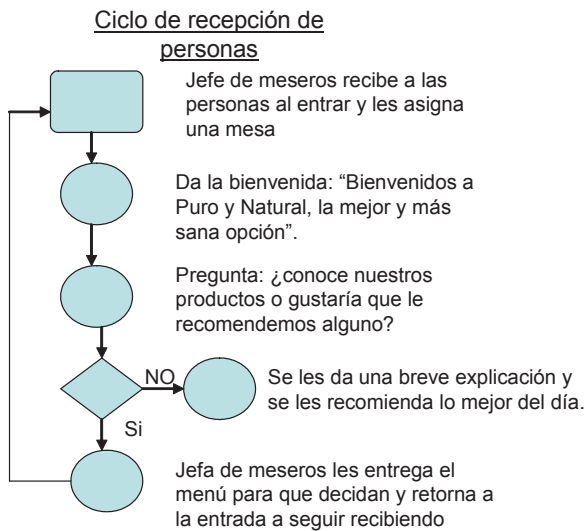 Ciclo de recepción de
personas
Jefe de meseros recibe a las
personas al entrar y les asigna
una mesa
Da la bienvenida: “Bienvenidos a
Puro y Natural, la mejor y más
sana opción”.
Pregunta: ¿conoce nuestros
productos o gustaría que le
recomendemos alguno?
NO
Se les da una breve explicación y
se les recomienda lo mejor del día.
Si
Jefa de meseros les entrega el
menú para que decidan y retorna a
la entrada a seguir recibiendo